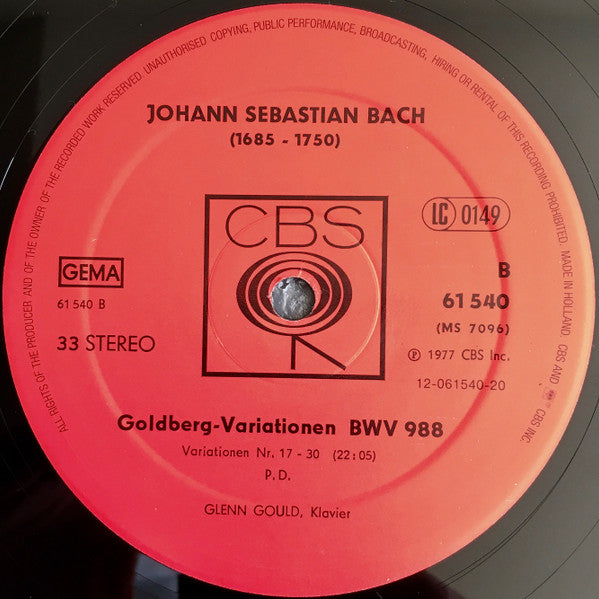 ALL RIGHTS OF THE PRODUCER AND OF THE OWNER OF THE RECORDED WORK RESERVED. UNAUTHORISED COPYING, PUBLIC PERFORMANCE, BROADCASTING, HIRING OR RENTAL OF THIS RECORDING PROHIBITED. MADE IN HOLLAND. CBS AND CBS INC.
JOHANN SEBASTIAN BACH
(1685 - 1750)
CBS
LC 0149
GEMA
61 540 B
33 STEREO
B
61 540
(MS 7096)
Ⓟ 1977 CBS Inc.
12-061540-20
Goldberg-Variationen BWV 988
Variationen Nr. 17 - 30 (22:05)
P.D.
GLENN GOULD, Klavier